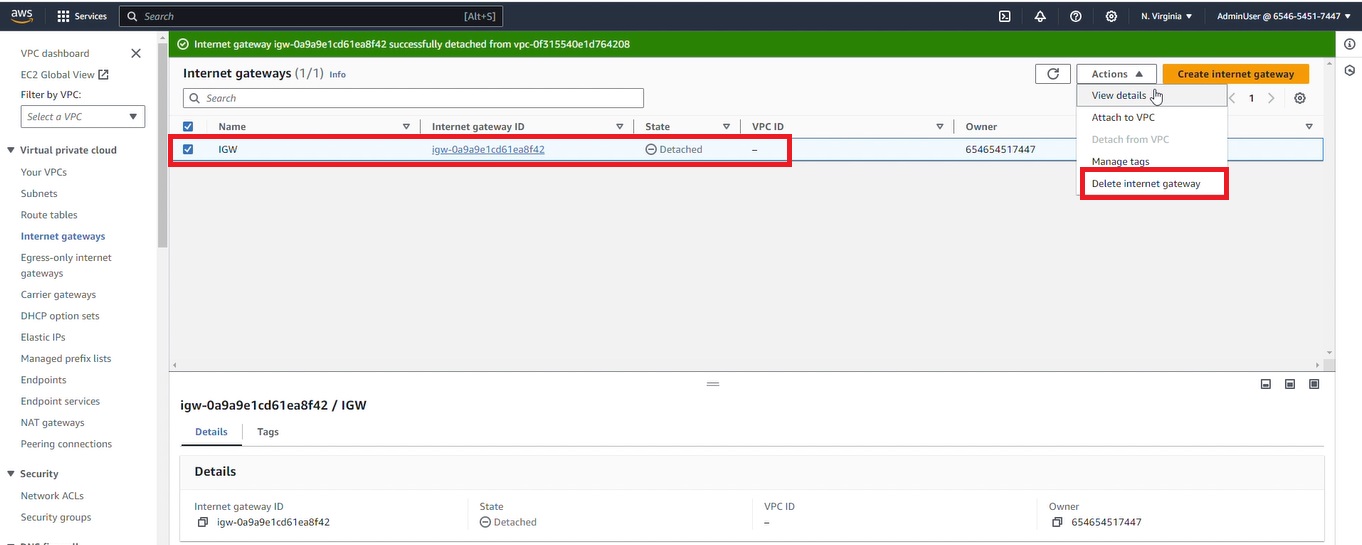 aws Services Search [Alt+S] N. Virginia AdminUser @ 6546-5451-7447
VPC dashboard
EC2 Global View
Filter by VPC:
Select a VPC
Virtual private cloud
Your VPCs
Subnets
Route tables
Internet gateways
Egress-only internet
gateways
Carrier gateways
DHCP option sets
Elastic IPs
Managed prefix lists
Endpoints
Endpoint services
NAT gateways
Peering connections
Security
Network ACLs
Security groups
Internet gateway igw-0a9a9e1cd61ea8f42 successfully detached from vpc-0f315540e1d764208
Internet gateways (1/1) Info
Actions Create internet gateway
Search
1
View details
Attach to VPC
Detach from VPC
Manage tags
Delete internet gateway
Name Internet gateway ID State VPC ID Owner
IGW igw-0a9a9e1cd61ea8f42 Detached – 654654517447
igw-0a9a9e1cd61ea8f42 / IGW
Details Tags
Details
Internet gateway ID State VPC ID Owner
igw-0a9a9e1cd61ea8f42 Detached – 654654517447